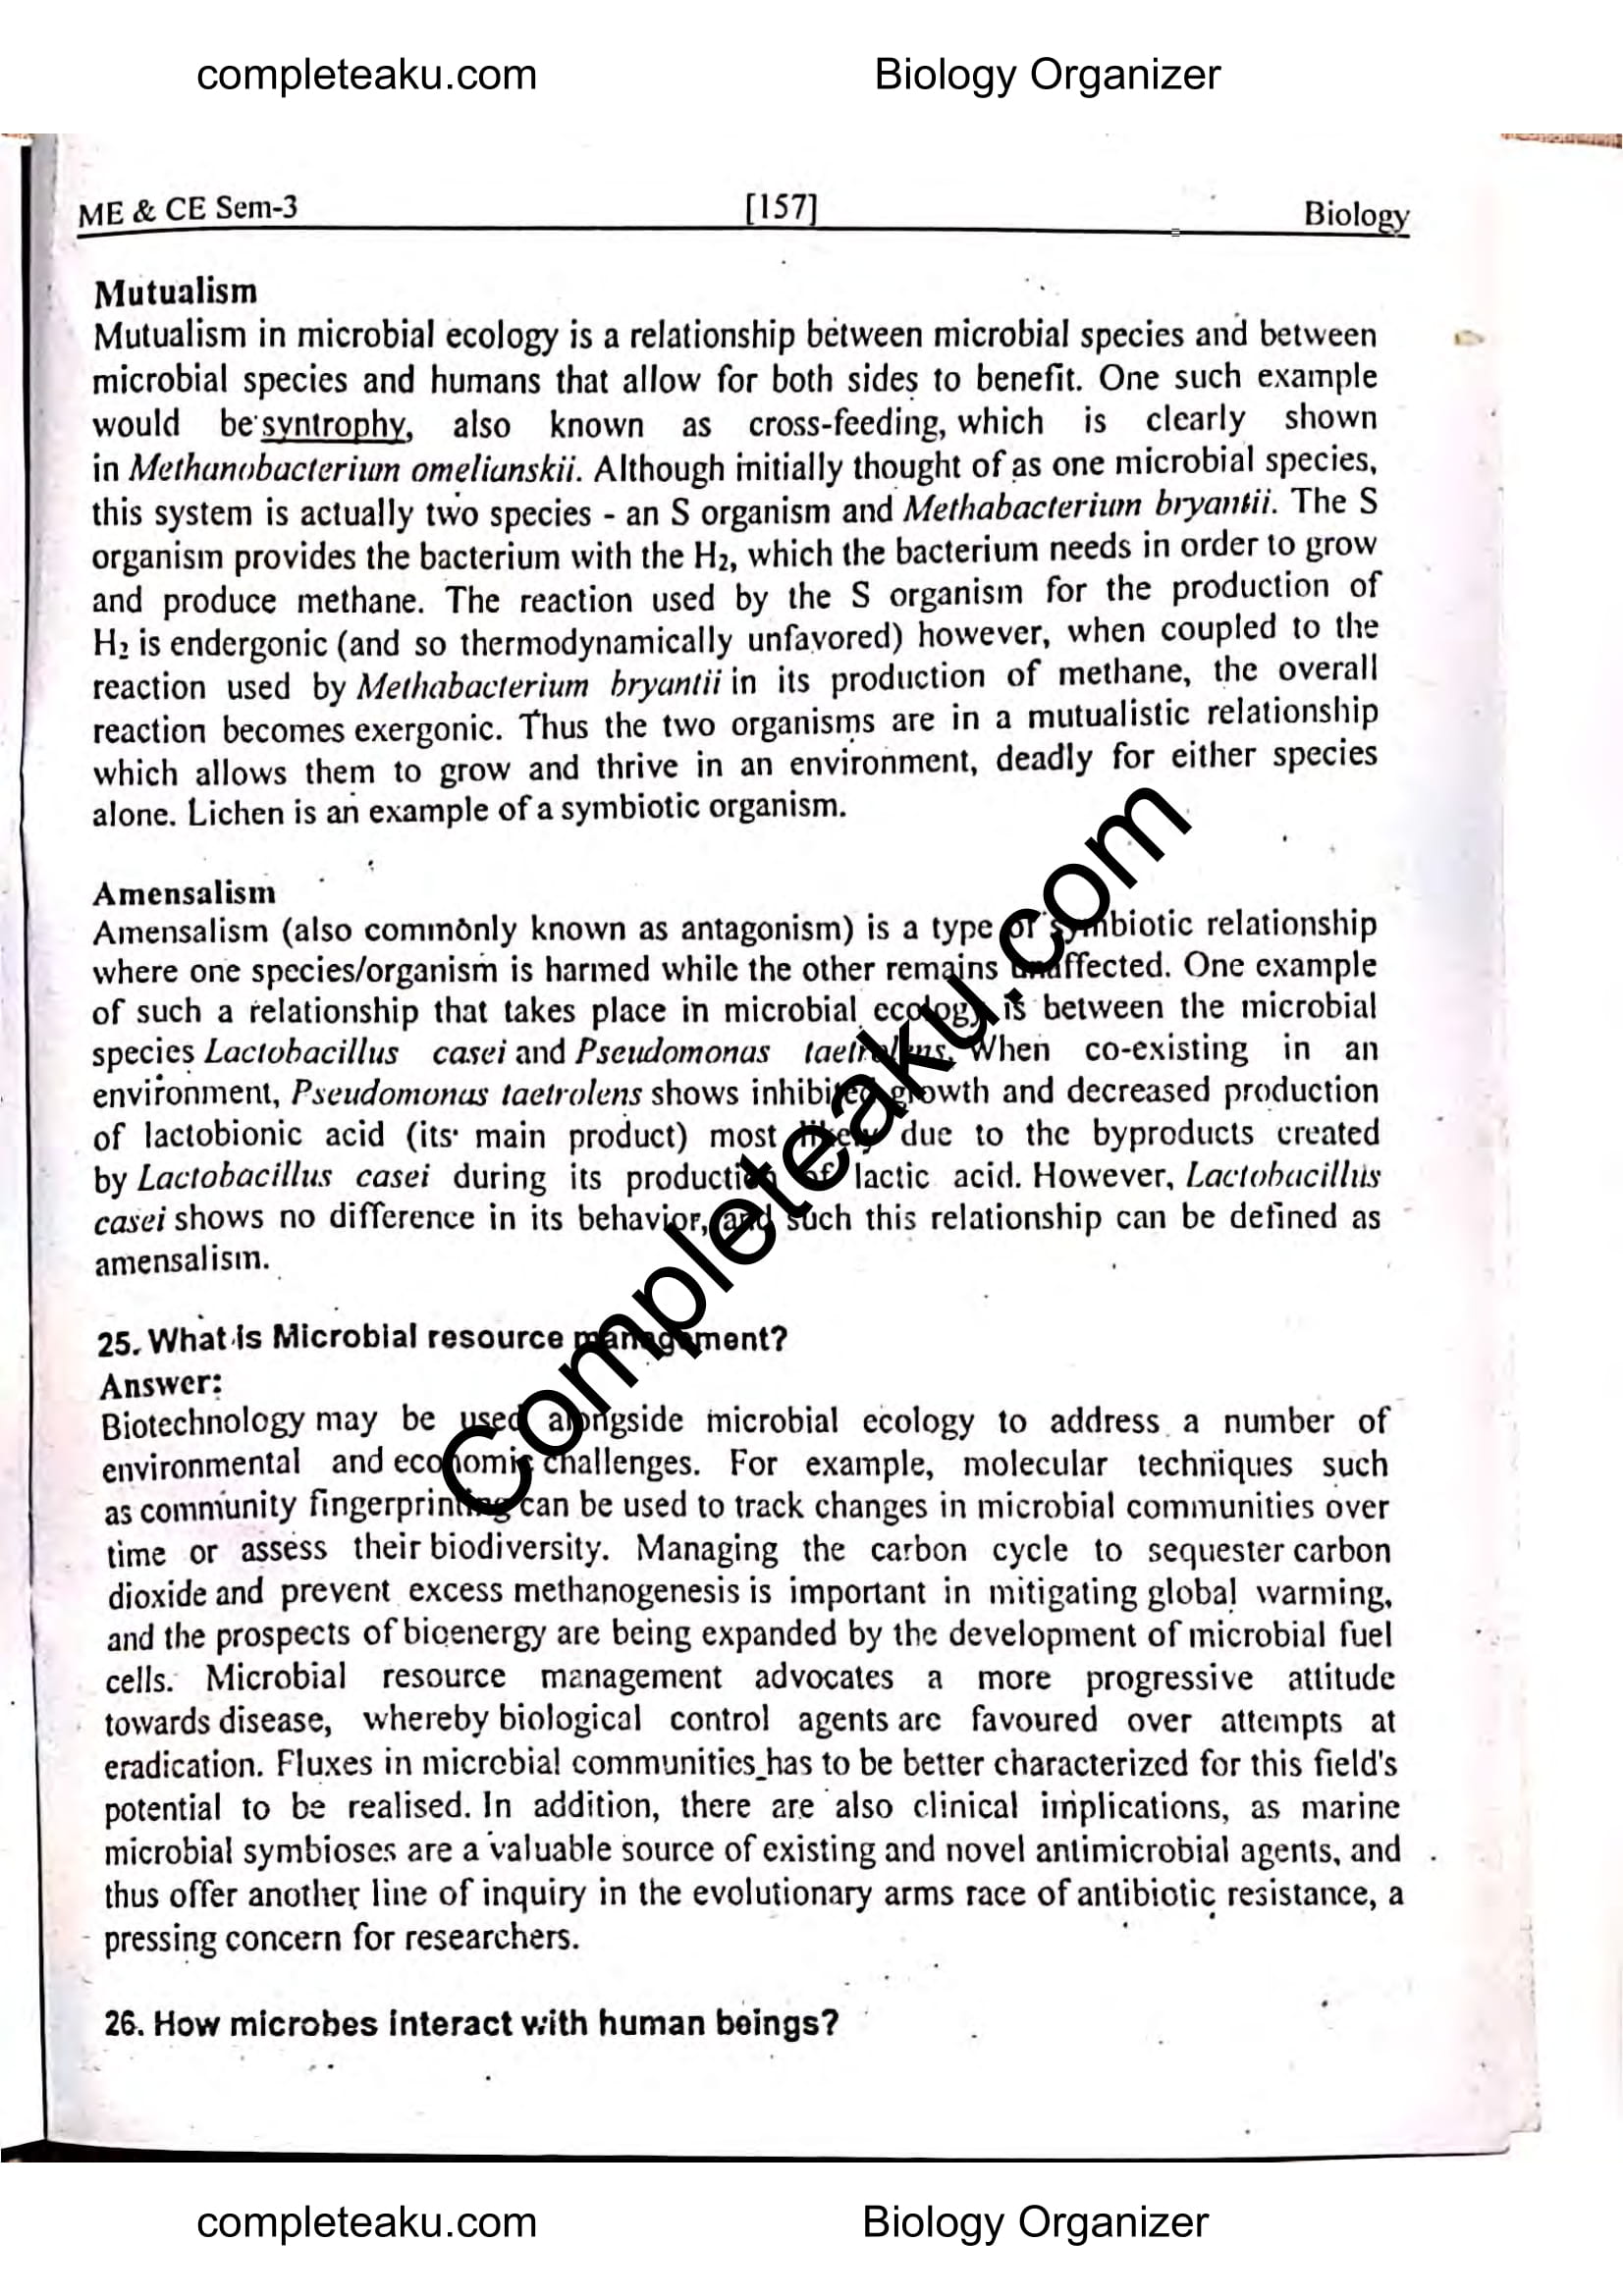 completeaku.com Biology Organizer
ME & CE Sem-3 [157] Biology
Mutualism
Mutualism in microbial ecology is a relationship between microbial species and between
microbial species and humans that allow for both sides to benefit. One such example
would be syntrophy, also known as cross-feeding, which is clearly shown
in Methanobacterium omelianskii. Although initially thought of as one microbial species,
this system is actually two species - an S organism and Methabacterium bryantii. The S
organism provides the bacterium with the H₂, which the bacterium needs in order to grow
and produce methane. The reaction used by the S organism for the production of
H₂ is endergonic (and so thermodynamically unfavored) however, when coupled to the
reaction used by Methabacterium bryantii in its production of methane, the overall
reaction becomes exergonic. Thus the two organisms are in a mutualistic relationship
which allows them to grow and thrive in an environment, deadly for either species
alone. Lichen is an example of a symbiotic organism.
Amensalism
Amensalism (also commonly known as antagonism) is a type of symbiotic relationship
where one species/organism is harmed while the other remains unaffected. One example
of such a relationship that takes place in microbial ecology is between the microbial
species Lactobacillus casei and Pseudomonas taetrolens. When co-existing in an
environment, Pseudomonas taetrolens shows inhibited growth and decreased production
of lactobionic acid (its main product) most likely due to the byproducts created
by Lactobacillus casei during its production of lactic acid. However, Lactobacillus
casei shows no difference in its behavior, and such this relationship can be defined as
amensalism.
25. What is Microbial resource management?
Answer:
Biotechnology may be used alongside microbial ecology to address a number of
environmental and economic challenges. For example, molecular techniques such
as community fingerprinting can be used to track changes in microbial communities over
time or assess their biodiversity. Managing the carbon cycle to sequester carbon
dioxide and prevent excess methanogenesis is important in mitigating global warming,
and the prospects of bioenergy are being expanded by the development of microbial fuel
cells. Microbial resource management advocates a more progressive attitude
towards disease, whereby biological control agents are favoured over attempts at
eradication. Fluxes in microbial communities has to be better characterized for this field's
potential to be realised. In addition, there are also clinical implications, as marine
microbial symbioses are a valuable source of existing and novel antimicrobial agents, and
thus offer another line of inquiry in the evolutionary arms race of antibiotic resistance, a
pressing concern for researchers.
26. How microbes interact with human beings?
Completeaku.com
completeaku.com Biology Organizer